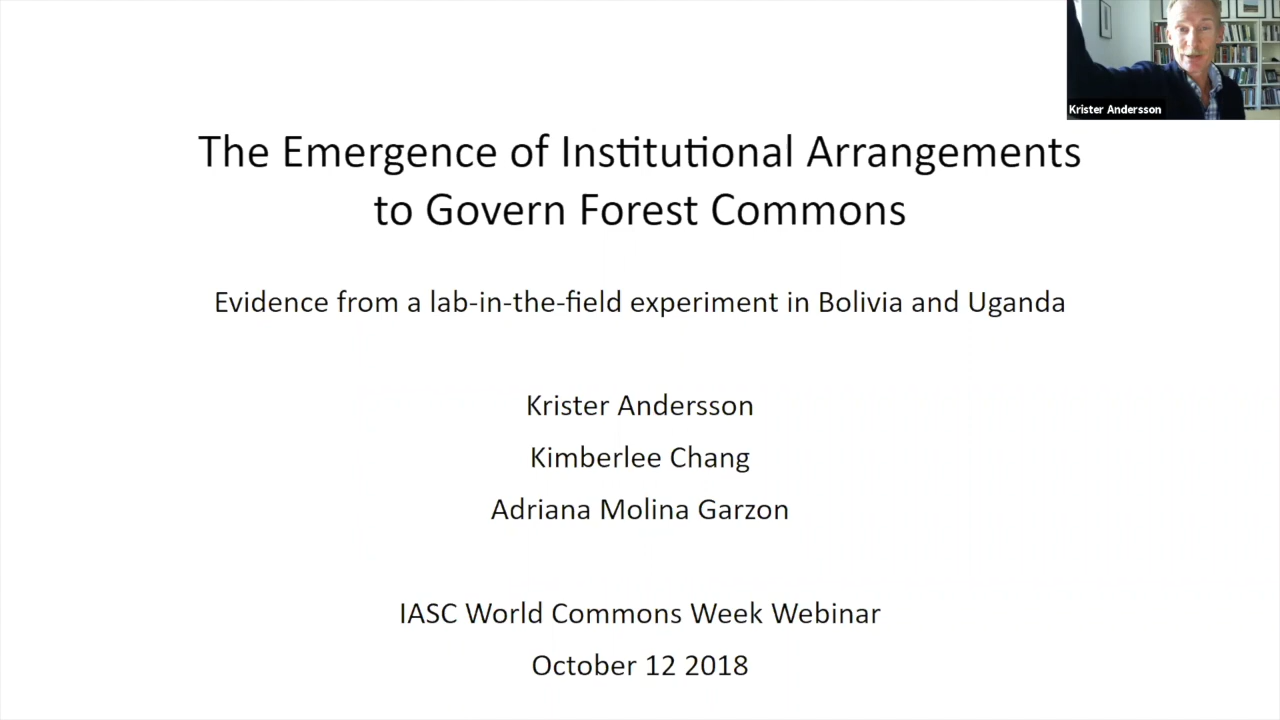 Krister Andersson
The Emergence of Institutional Arrangements
to Govern Forest Commons
Evidence from a lab-in-the-field experiment in Bolivia and Uganda
Krister Andersson
Kimberlee Chang
Adriana Molina Garzon
IASC World Commons Week Webinar
October 12 2018